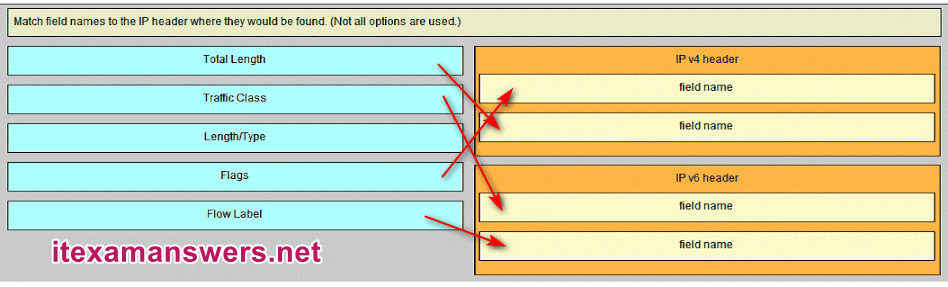 Match field names to the IP header where they would be found. (Not all options are used.)
Total Length
Traffic Class
Length/Type
Flags
Flow Label
IP v4 header
field name
field name
IP v6 header
field name
field name
itexamanswers.net